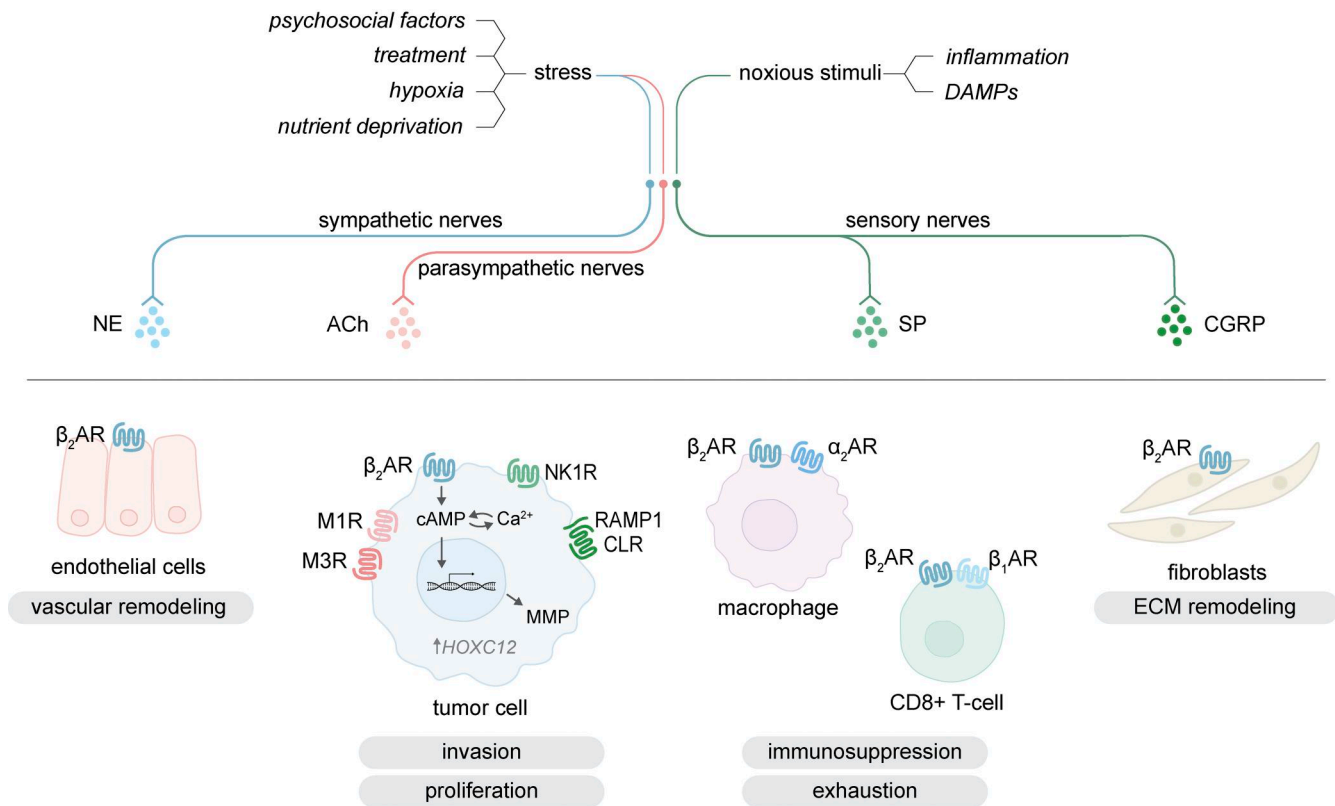 psychosocial factors
treatment
hypoxia
nutrient deprivation
stress
noxious stimuli
inflammation
DAMPs
sympathetic nerves
parasympathetic nerves
sensory nerves
NE
ACh
SP
CGRP
β₂AR
endothelial cells
vascular remodeling
β₂AR
NK1R
M1R
M3R
cAMP
Ca²⁺
RAMP1
CLR
MMP
↑HOXC12
tumor cell
invasion
proliferation
β₂AR
α₂AR
macrophage
β₂AR
β₁AR
CD8+ T-cell
immunosuppression
exhaustion
β₂AR
fibroblasts
ECM remodeling